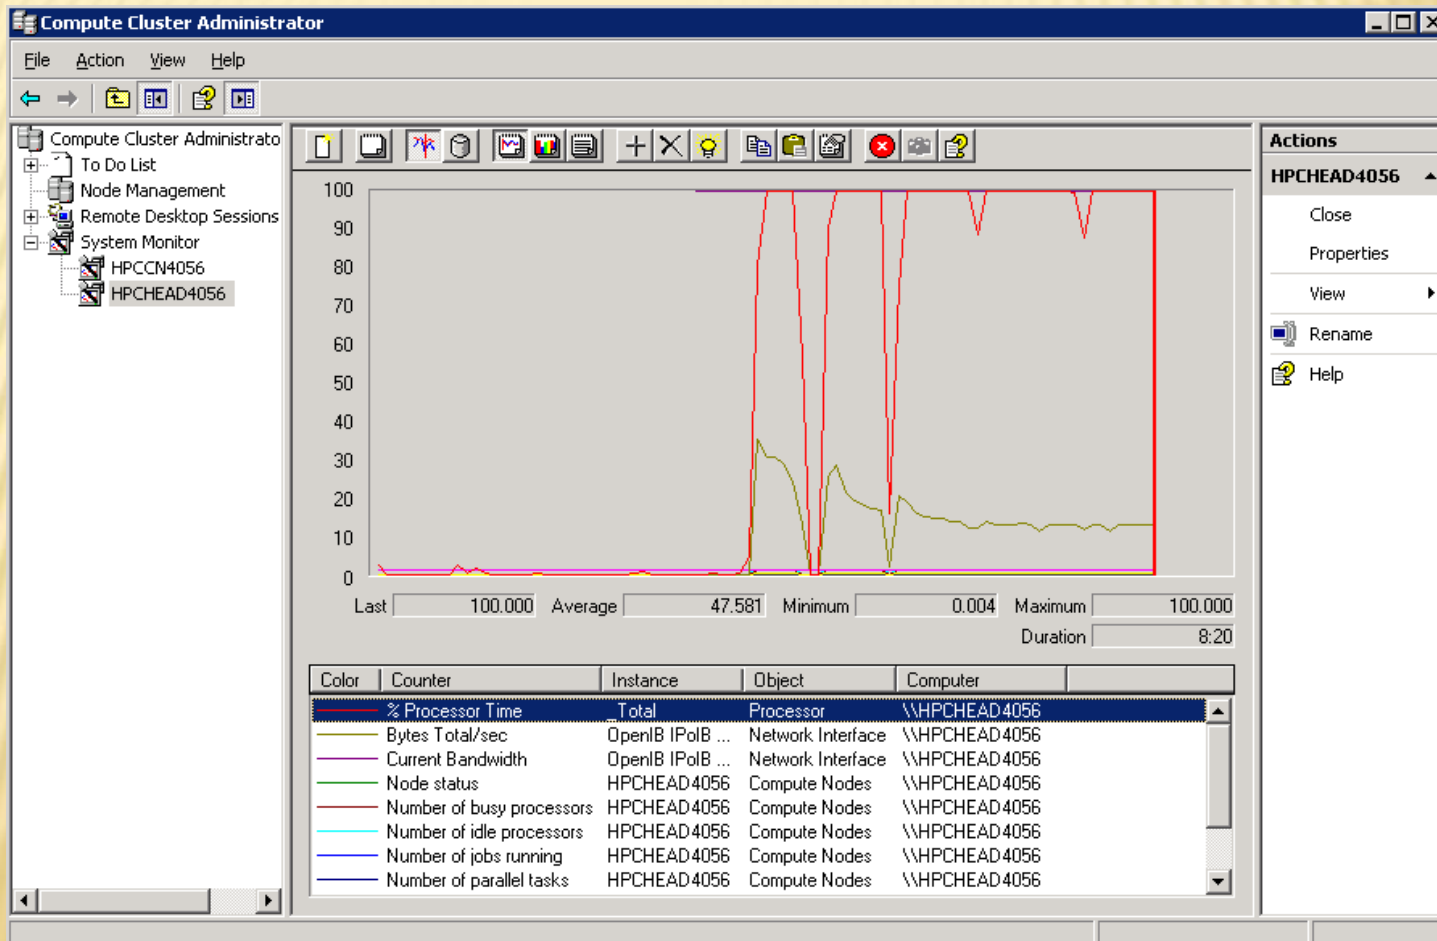 Compute Cluster Administrator
File Action View Help
Compute Cluster Administrato
To Do List
Node Management
Remote Desktop Sessions
System Monitor
HPCCN4056
HPCHEAD4056
100
90
80
70
60
50
40
30
20
10
0
Last 100.000 Average 47.581 Minimum 0.004 Maximum 100.000
Duration 8:20
Color Counter Instance Object Computer
% Processor Time _Total Processor \\HPCHEAD4056
Bytes Total/sec OpenIB IPoIB ... Network Interface \\HPCHEAD4056
Current Bandwidth OpenIB IPoIB ... Network Interface \\HPCHEAD4056
Node status HPCHEAD4056 Compute Nodes \\HPCHEAD4056
Number of busy processors HPCHEAD4056 Compute Nodes \\HPCHEAD4056
Number of idle processors HPCHEAD4056 Compute Nodes \\HPCHEAD4056
Number of jobs running HPCHEAD4056 Compute Nodes \\HPCHEAD4056
Number of parallel tasks HPCHEAD4056 Compute Nodes \\HPCHEAD4056
Actions
HPCHEAD4056
Close
Properties
View
Rename
Help